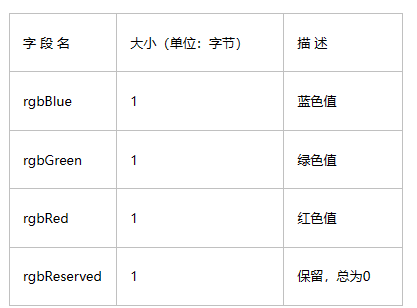 字 段 名 大小（单位：字节） 描 述
rgbBlue 1 蓝色值
rgbGreen 1 绿色值
rgbRed 1 红色值
rgbReserved 1 保留，总为0